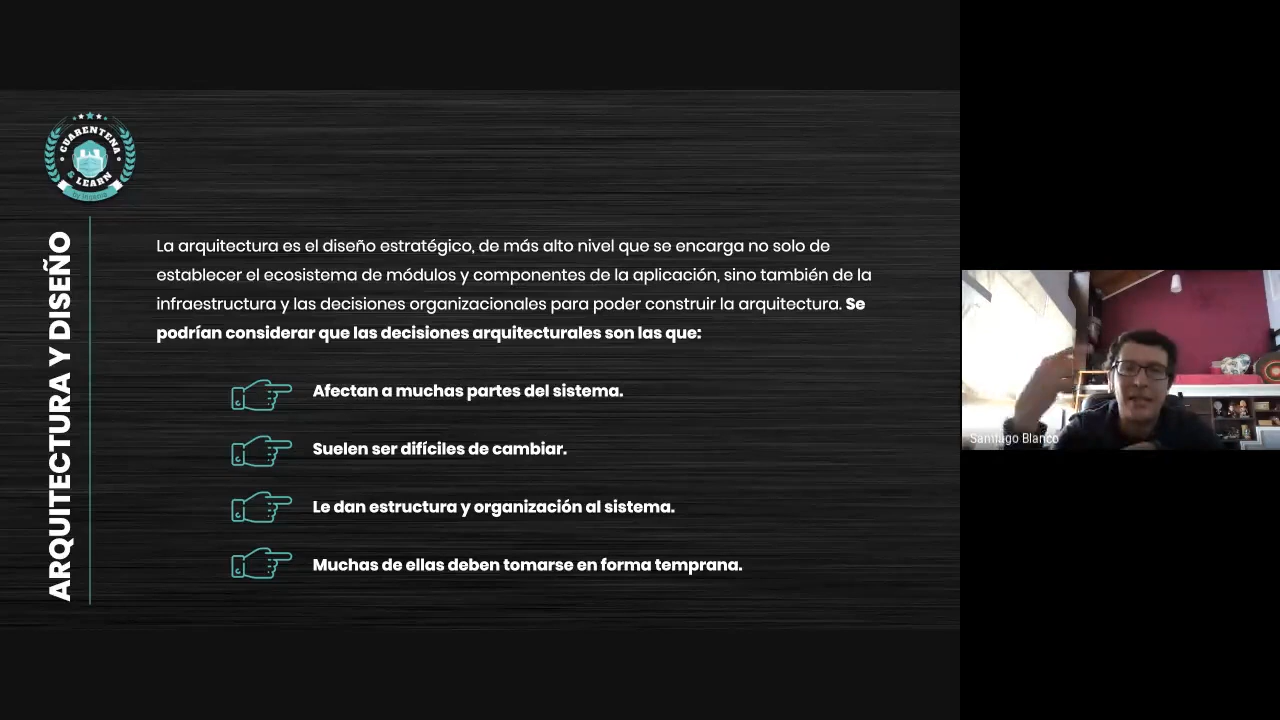 CUARENTENA
& LEARN
ARQUITECTURA Y DISEÑO
La arquitectura es el diseño estratégico, de más alto nivel que se encarga no solo de
establecer el ecosistema de módulos y componentes de la aplicación, sino también de la
infraestructura y las decisiones organizacionales para poder construir la arquitectura. Se
podrían considerar que las decisiones arquitecturales son las que:
Afectan a muchas partes del sistema.
Suelen ser difíciles de cambiar.
Le dan estructura y organización al sistema.
Muchas de ellas deben tomarse en forma temprana.
Santiago Blanco